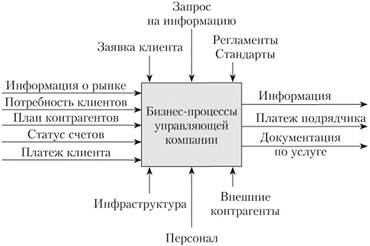 Запрос
на информацию
Заявка клиента
Регламенты
Стандарты
Информация о рынке
Потребность клиентов
План контрагентов
Статус счетов
Платеж клиента
Бизнес-процессы
управляющей
компании
Информация
Платеж подрядчика
Документация
по услуге
Инфраструктура
Внешние
контрагенты
Персонал